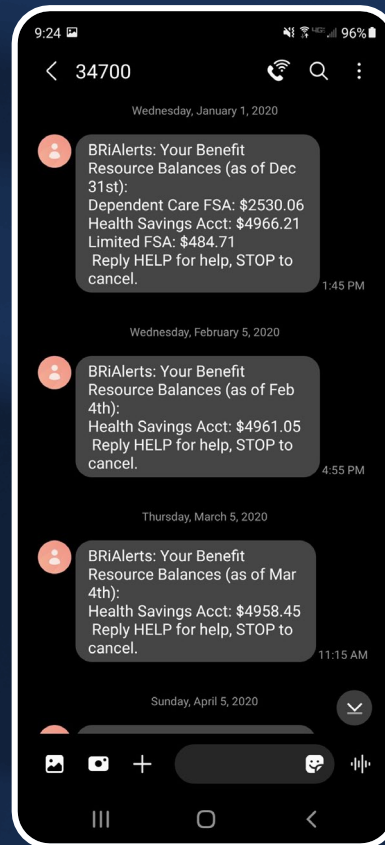 9:24
96%
34700
Wednesday, January 1, 2020
BRiAlerts: Your Benefit
Resource Balances (as of Dec
31st):
Dependent Care FSA: $2530.06
Health Savings Acct: $4966.21
Limited FSA: $484.71
Reply HELP for help, STOP to
cancel.
1:45 PM
Wednesday, February 5, 2020
BRiAlerts: Your Benefit
Resource Balances (as of Feb
4th):
Health Savings Acct: $4961.05
Reply HELP for help, STOP to
cancel.
4:55 PM
Thursday, March 5, 2020
BRiAlerts: Your Benefit
Resource Balances (as of Mar
4th):
Health Savings Acct: $4958.45
Reply HELP for help, STOP to
cancel.
11:15 AM
Sunday, April 5, 2020